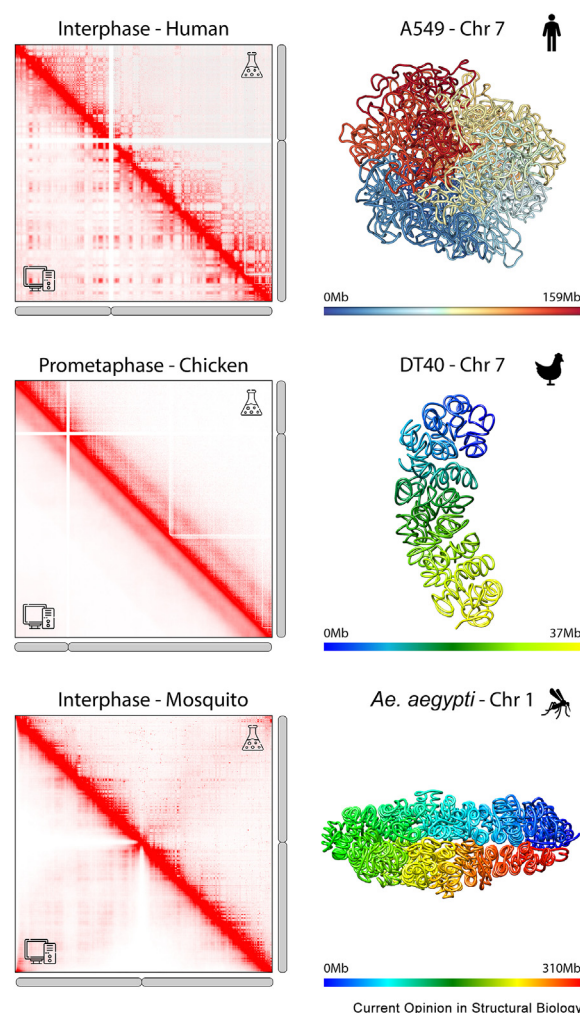 Interphase - Human
A549 - Chr 7
0Mb
159Mb
Prometaphase - Chicken
DT40 - Chr 7
0Mb
37Mb
Interphase - Mosquito
Ae. aegypti - Chr 1
0Mb
310Mb
Current Opinion in Structural Biology